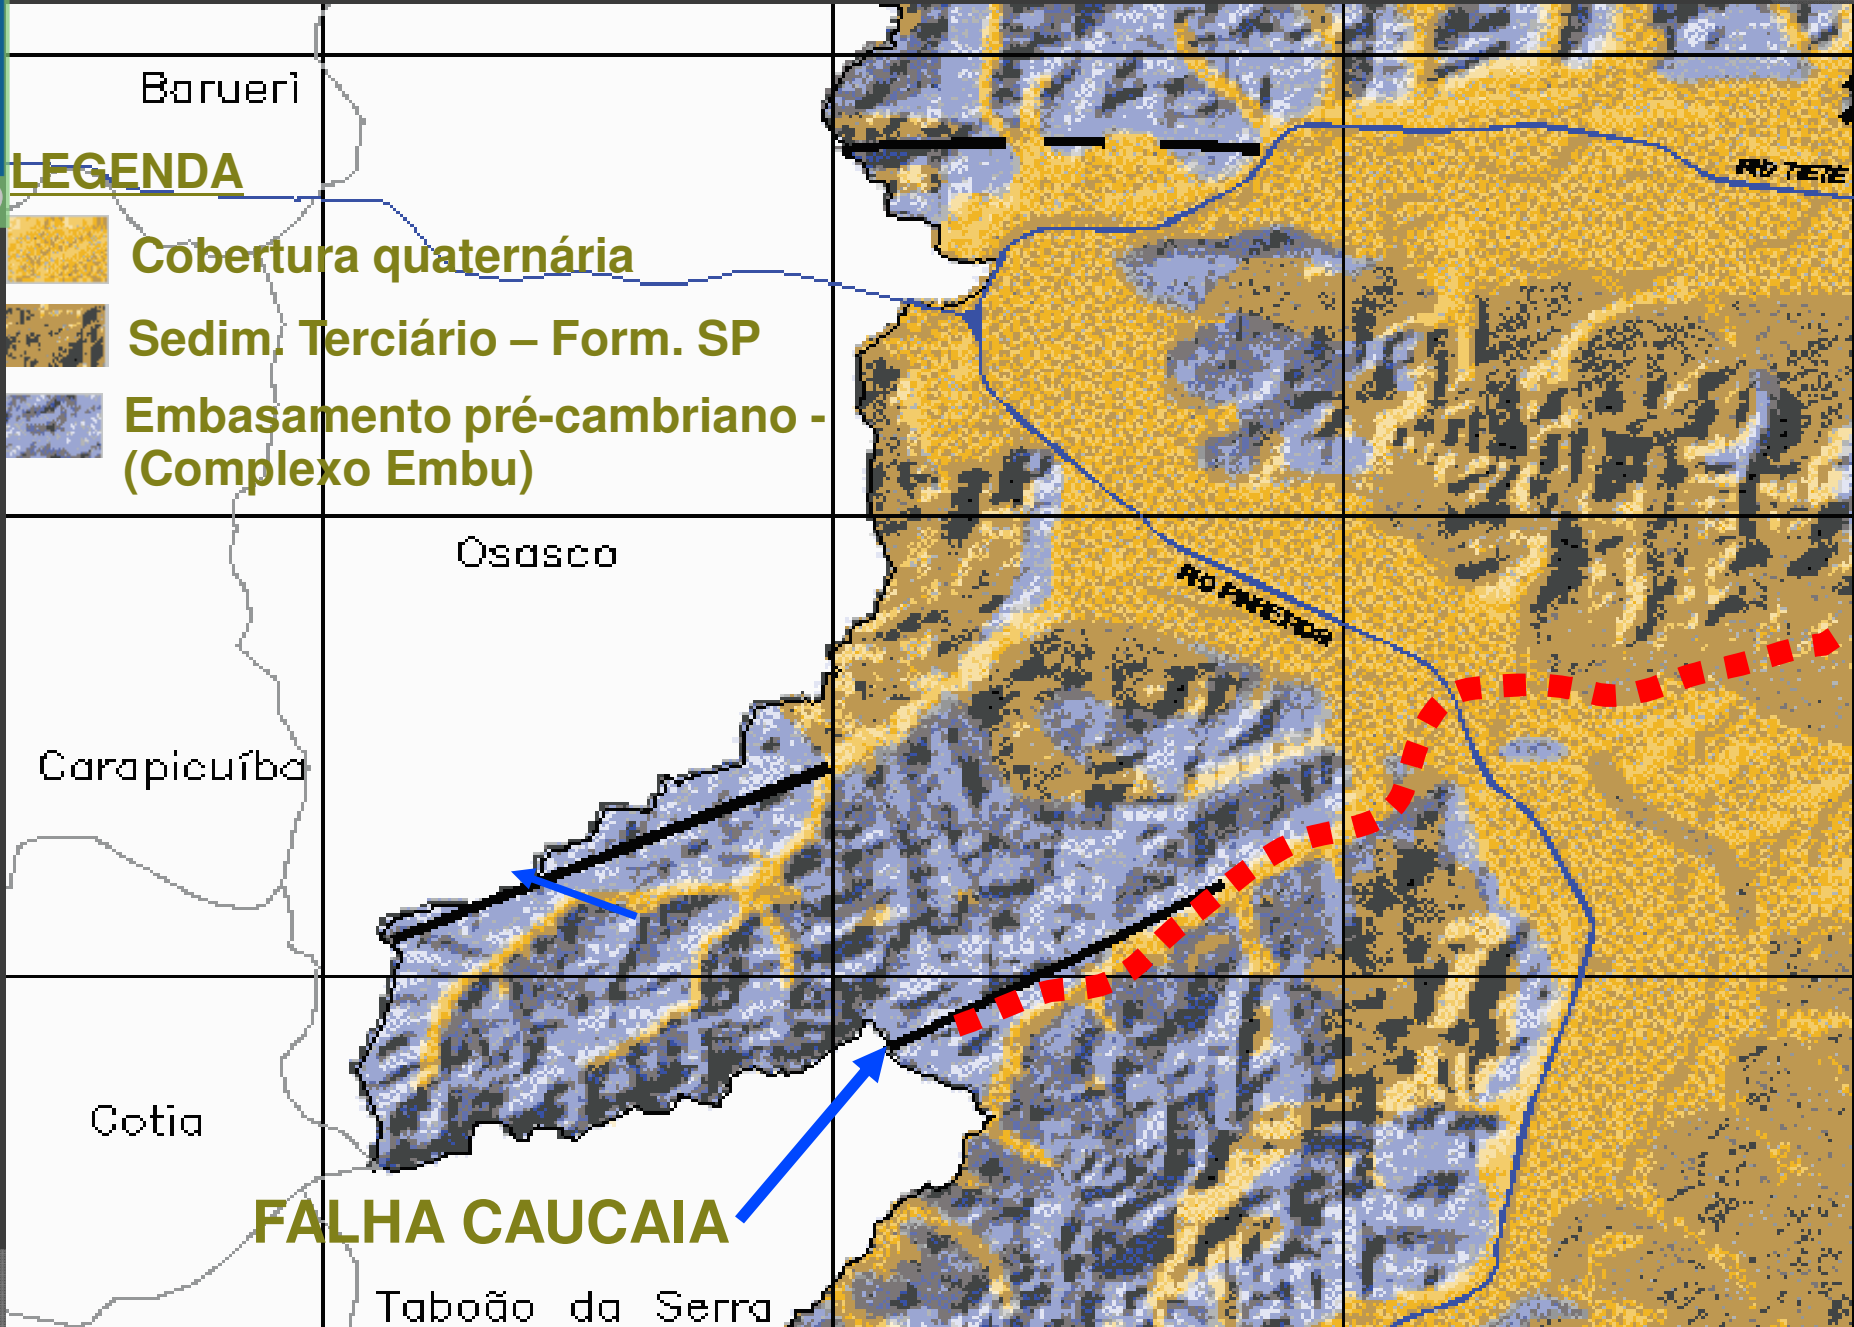 Barueri
LEGENDA
RIO TIETE
Cobertura quaternária
Sedim. Terciário – Form. SP
Embasamento pré-cambriano -
(Complexo Embu)
Osasco
RIO PINHEIROS
Carapicuíba
Cotia
FALHA CAUCAIA
Taboão da Serra